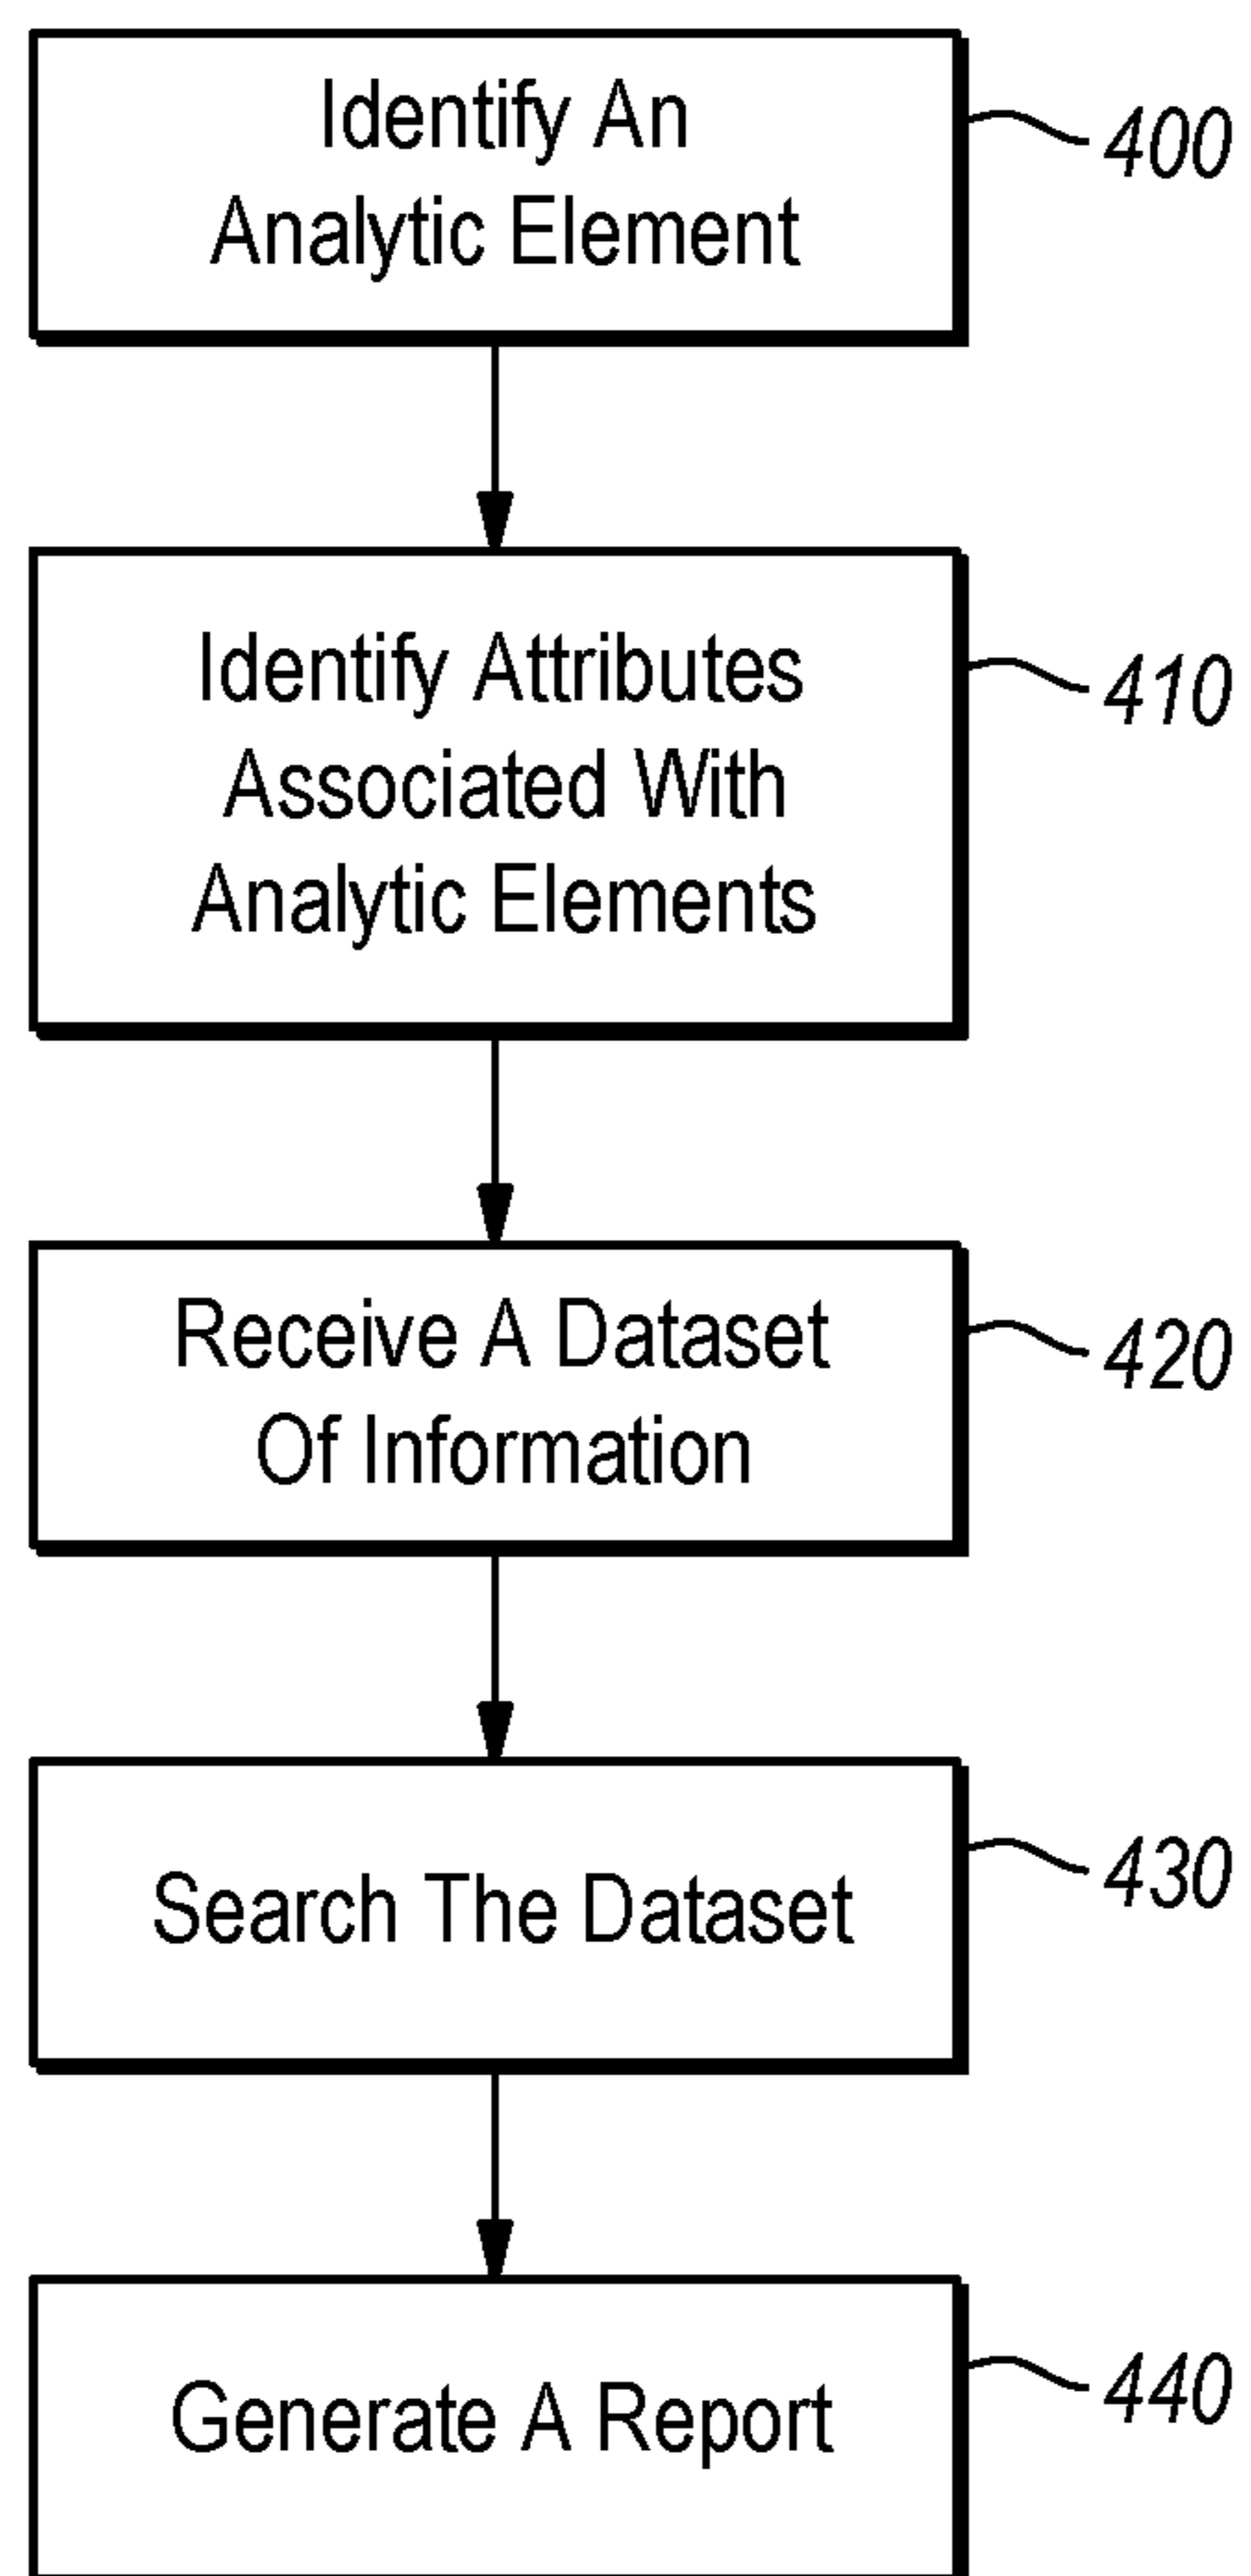 Identify An
Analytic Element
400
Identify Attributes
Associated With
Analytic Elements
410
Receive A Dataset
Of Information
420
Search The Dataset
430
Generate A Report
440